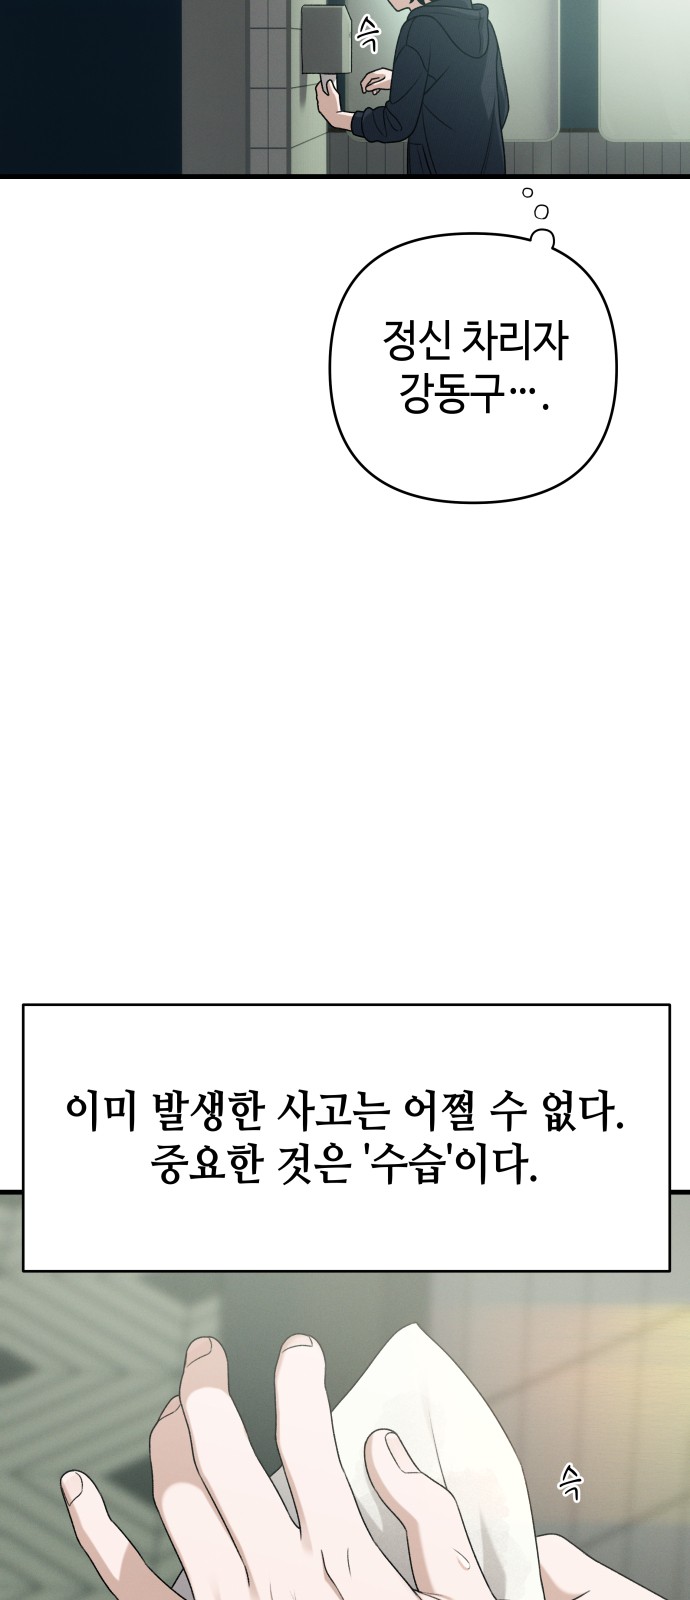 슥
정신 차리자
강동구….
이미 발생한 사고는 어쩔 수 없다.
중요한 것은 '수습'이다.
슥